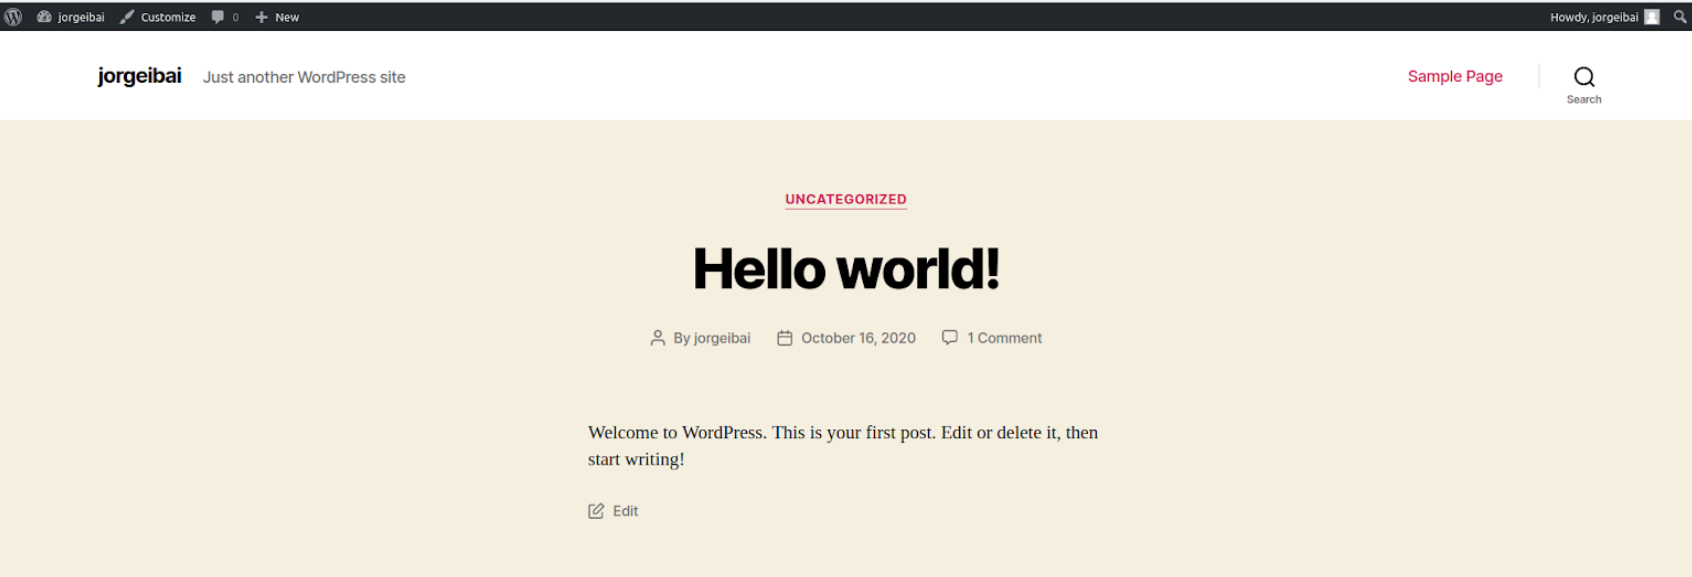 jorgeibai Customize 0 New Howdy, jorgeibai
jorgeibai Just another WordPress site Sample Page
Search
UNCATEGORIZED
Hello world!
By jorgeibai October 16, 2020 1 Comment
Welcome to WordPress. This is your first post. Edit or delete it, then
start writing!
Edit